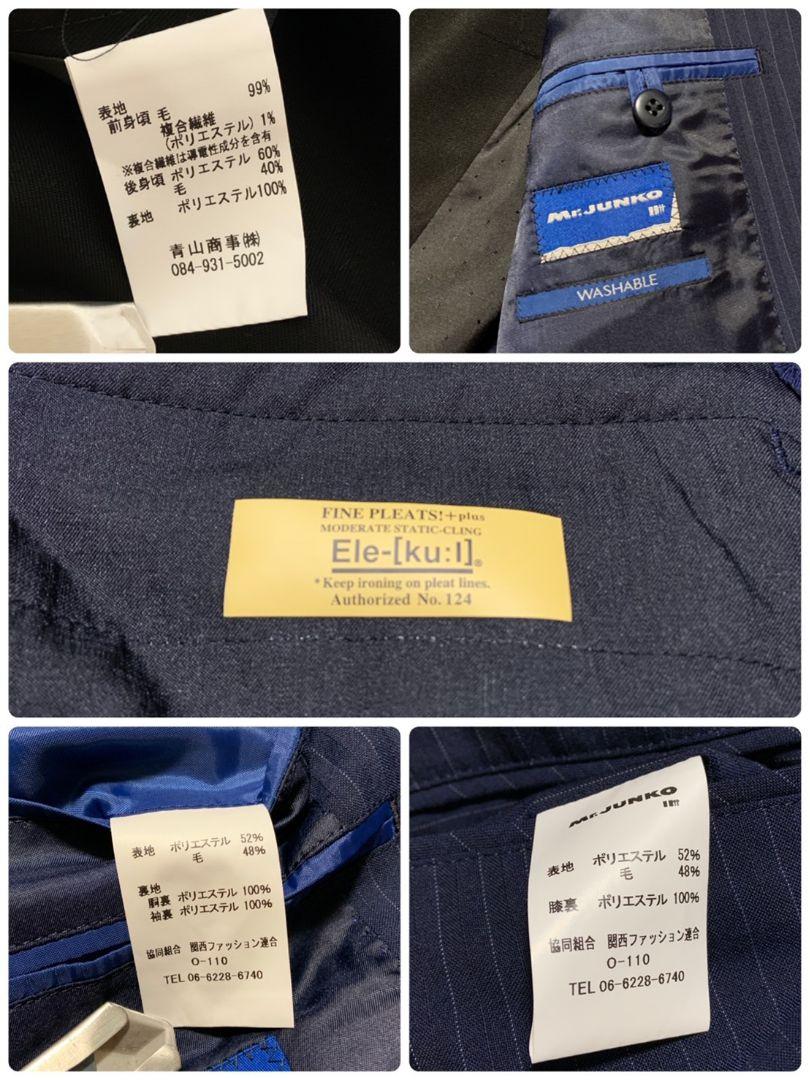 表地
前身頃 毛 99%
複合繊維
(ポリエステル) 1%
※複合繊維は導電性成分を含有
後身頃 ポリエステル 60%
毛 40%
裏地 ポリエステル100%
青山商事㈱
084-931-5002
Mr.JUNKO
WASHABLE
FINE PLEATS!+plus
MODERATE STATIC-CLING
Ele-[ku:l]®
*Keep ironing on pleat lines.
Authorized No. 124
表地 ポリエステル 52%
毛 48%
裏地
胴裏 ポリエステル 100%
袖裏 ポリエステル 100%
協同組合 関西ファッション連合
O-110
TEL 06-6228-6740
Mr.JUNKO
表地 ポリエステル 52%
毛 48%
膝裏 ポリエステル 100%
協同組合 関西ファッション連合
O-110
TEL 06-6228-6740